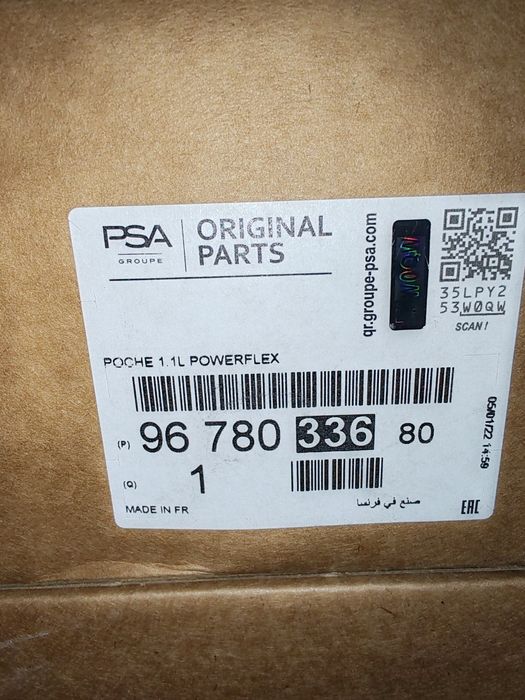 PSA
GROUPE
ORIGINAL
PARTS
qr.groupe-psa.com
35LPY2
53W0QW
SCAN!
POCHE 1.1L POWERFLEX
(P) 96 780 336 80
(Q) 1
05/01/22 14:59
MADE IN FR
صنع في فرنسا
EAC